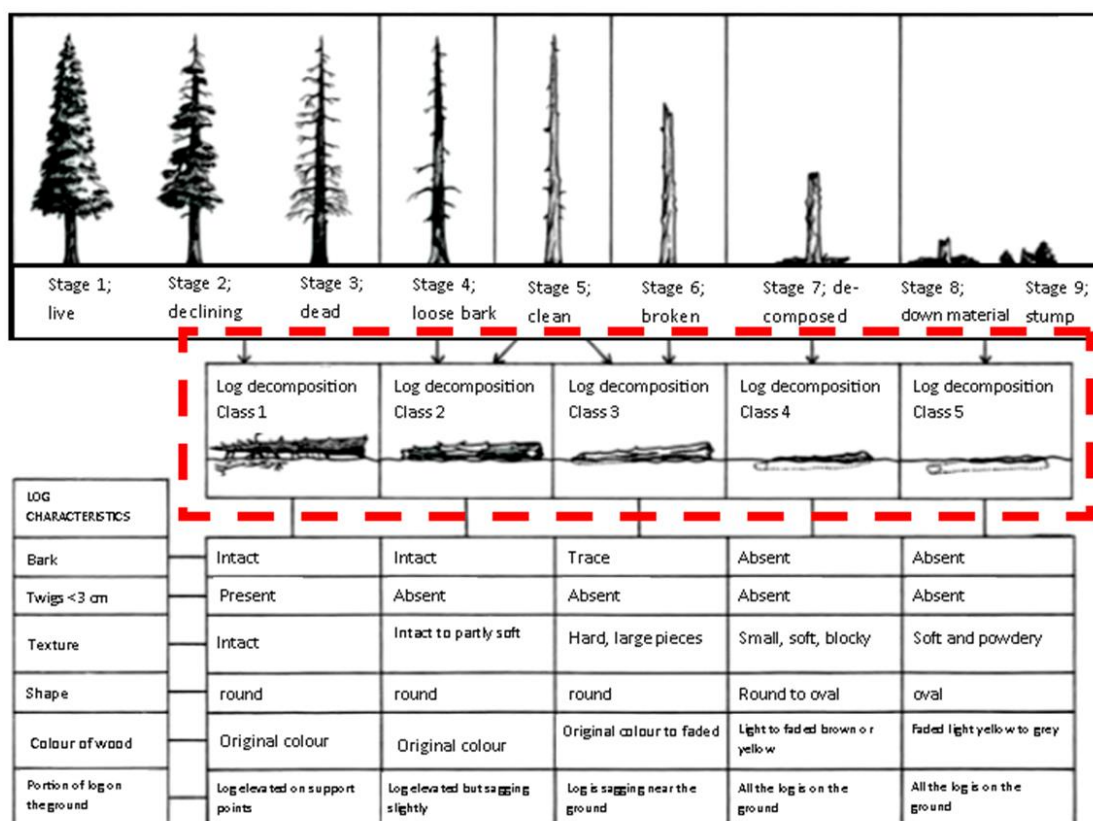 Stage 1;
live
Stage 2;
declining
Stage 3;
dead
Stage 4;
loose bark
Stage 5;
clean
Stage 6;
broken
Stage 7; de-
composed
Stage 8;
down material
Stage 9;
stump
Log decomposition
Class 1
Log decomposition
Class 2
Log decomposition
Class 3
Log decomposition
Class 4
Log decomposition
Class 5
LOG
CHARACTERISTICS
Bark
Intact
Intact
Trace
Absent
Absent
Twigs <3 cm
Present
Absent
Absent
Absent
Absent
Texture
Intact
Intact to partly soft
Hard, large pieces
Small, soft, blocky
Soft and powdery
Shape
round
round
round
Round to oval
oval
Colour of wood
Original colour
Original colour
Original colour to faded
Light to faded brown or
yellow
Faded light yellow to grey
Portion of log on
the ground
Log elevated on support
points
Log elevated but sagging
slightly
Log is sagging near the
ground
All the log is on the
ground
All the log is on the
ground